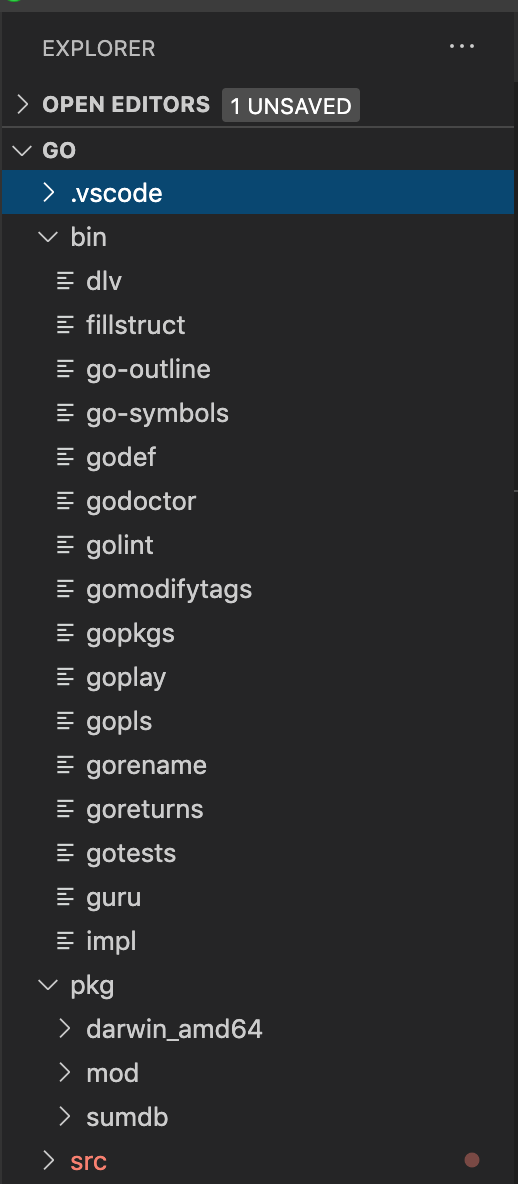 EXPLORER
OPEN EDITORS 1 UNSAVED
GO
.vscode
bin
dlv
fillstruct
go-outline
go-symbols
godef
godoctor
golint
gomodifytags
gopkgs
goplay
gopls
gorename
goreturns
gotests
guru
impl
pkg
darwin_amd64
mod
sumdb
src